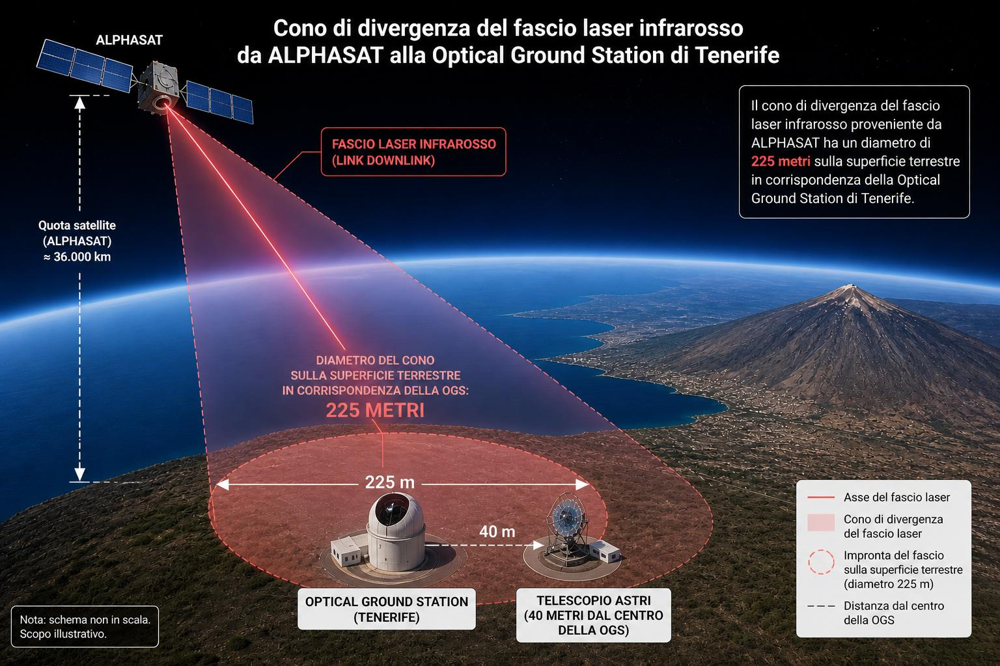 Cono di divergenza del fascio laser infrarosso
da ALPHASAT alla Optical Ground Station di Tenerife
ALPHASAT
Il cono di divergenza del fascio
laser infrarosso proveniente da
ALPHASAT ha un diametro di
225 metri sulla superficie terrestre
in corrispondenza della Optical
Ground Station di Tenerife.
FASCIO LASER INFRAROSSO
(LINK DOWNLINK)
Quota satellite
(ALPHASAT)
≈ 36.000 km
DIAMETRO DEL CONO
SULLA SUPERFICIE TERRESTRE
IN CORRISPONDENZA DELLA OGS:
225 METRI
225 m
40 m
OPTICAL GROUND STATION
(TENERIFE)
TELESCOPIO ASTRI
(40 METRI DAL CENTRO
DELLA OGS)
Asse del fascio laser
Cono di divergenza
del fascio laser
Impronta del fascio
sulla superficie terrestre
(diametro 225 m)
Distanza dal centro
della OGS
Nota: schema non in scala.
Scopo illustrativo.